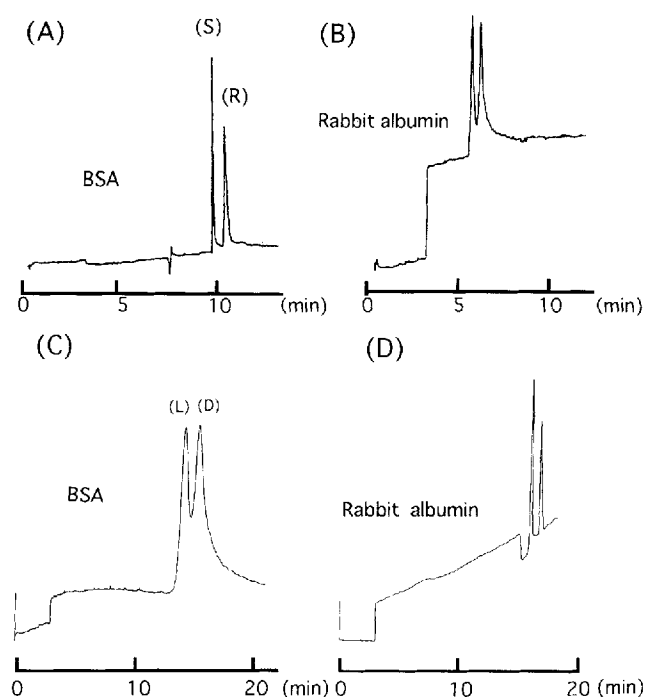 (A)
(S)
(R)
BSA
0 5 10 (min)
(B)
Rabbit albumin
0 5 10 (min)
(C)
(L) (D)
BSA
0 10 20 (min)
(D)
Rabbit albumin
0 10 20 (min)